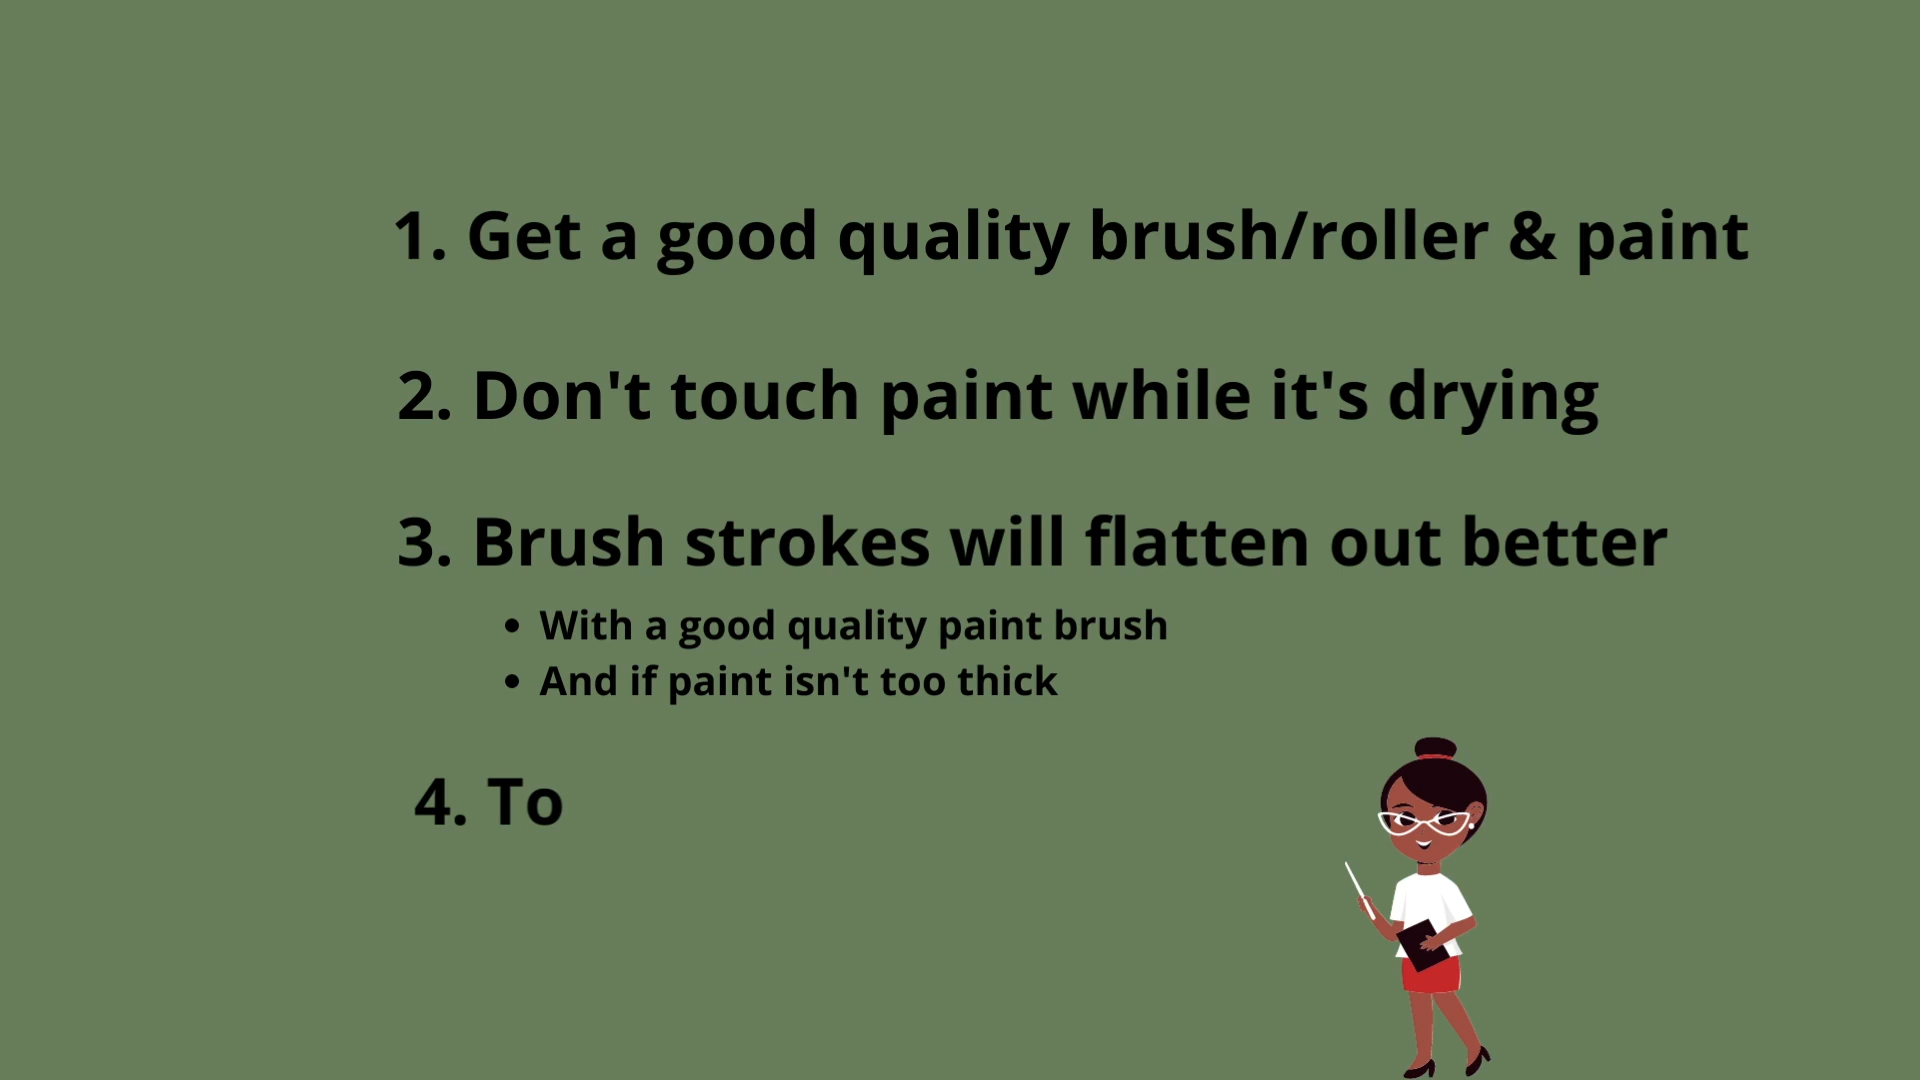 1. Get a good quality brush/roller & paint
2. Don't touch paint while it's drying
3. Brush strokes will flatten out better
• With a good quality paint brush
• And if paint isn't too thick
4. To